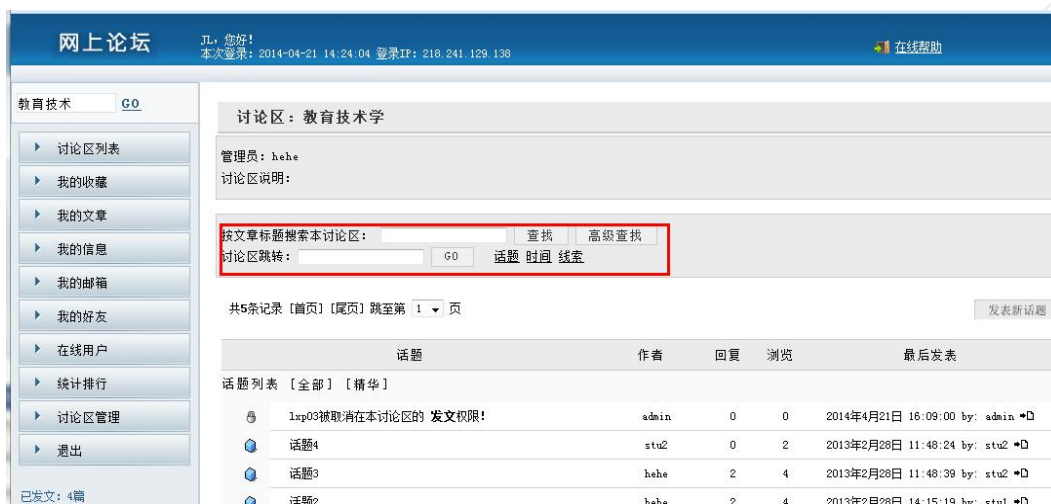 网上论坛
JL, 您好!
本次登录: 2014-04-21 14:24:04 登录IP: 218.241.129.138
在线帮助
教育技术 GO
讨论区列表
我的收藏
我的文章
我的信息
我的邮箱
我的好友
在线用户
统计排行
讨论区管理
退出
已发文: 4篇
讨论区: 教育技术学
管理员: hehe
讨论区说明:
按文章标题搜索本讨论区: 查找 高级查找
讨论区跳转: GO 话题 时间 线索
共5条记录 [首页] [尾页] 跳至第 1 页
发表新话题
话题 作者 回复 浏览 最后发表
话题列表 [全部] [精华]
lxp03被取消在本讨论区的 发文权限! admin 0 0 2014年4月21日 16:09:00 by: admin
话题4 stu2 0 2 2013年2月28日 11:48:24 by: stu2
话题3 hehe 2 4 2013年2月28日 11:48:39 by: stu2
话题2 hehe 2 4 2013年2月28日 14:15:19 by: stu1